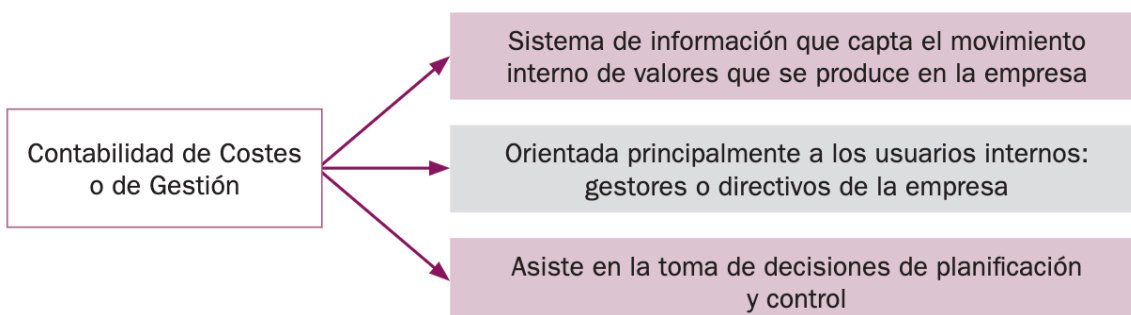 Contabilidad de Costes
o de Gestión
Sistema de información que capta el movimiento
interno de valores que se produce en la empresa
Orientada principalmente a los usuarios internos:
gestores o directivos de la empresa
Asiste en la toma de decisiones de planificación
y control